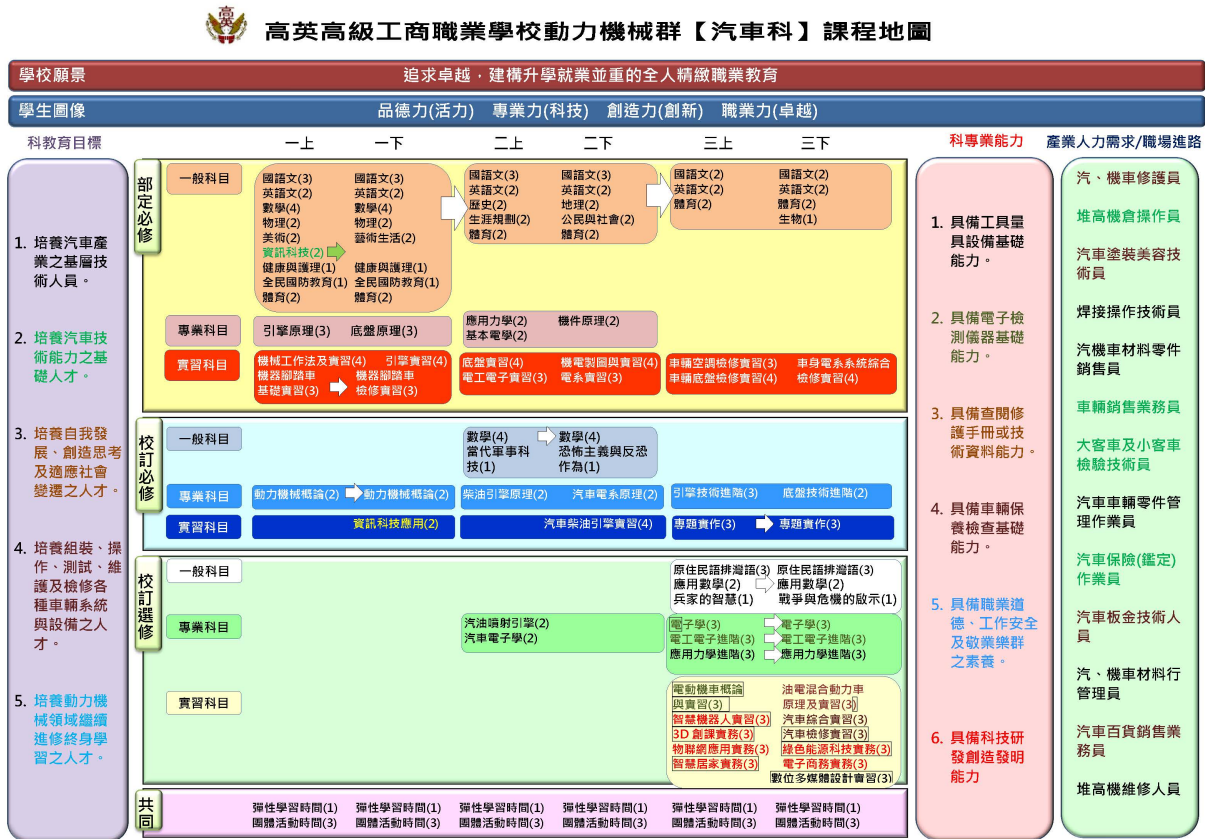 高英
高英高級工商職業學校動力機械群【汽車科】課程地圖
學校願景
追求卓越．建構升學就業並重的全人精緻職業教育
學生圖像
品德力(活力) 專業力(科技) 創造力(創新) 職業力(卓越)
科教育目標
1. 培養汽車產
業之基層技
術人員。
2. 培養汽車技
術能力之基
礎人才。
3. 培養自我發
展、創造思考
及適應社會
變遷之人才。
4. 培養組裝、操
作、測試、維
護及檢修各
種車輛系統
與設備之人
才。
5. 培養動力機
械領域繼續
進修終身學
習之人才。
一上 一下 二上 二下 三上 三下
部定必修
一般科目
國語文(3)
英語文(2)
數學(4)
物理(2)
美術(2)
資訊科技(2)
健康與護理(1)
全民國防教育(1)
體育(2)
國語文(3)
英語文(2)
數學(4)
物理(2)
藝術生活(2)
健康與護理(1)
全民國防教育(1)
體育(2)
國語文(3)
英語文(2)
歷史(2)
生涯規劃(2)
體育(2)
國語文(3)
英語文(2)
地理(2)
公民與社會(2)
體育(2)
國語文(2)
英語文(2)
體育(2)
國語文(2)
英語文(2)
體育(2)
生物(1)
專業科目
引擎原理(3)
底盤原理(3)
應用力學(2)
基本電學(2)
機件原理(2)
實習科目
機械工作法及實習(4)
機器腳踏車
基礎實習(3)
引擎實習(4)
機器腳踏車
檢修實習(3)
底盤實習(4)
電工電子實習(3)
機電製圖與實習(4)
電系實習(3)
車輛空調檢修實習(3)
車輛底盤檢修實習(4)
車身電系系統綜合
檢修實習(4)
校訂必修
一般科目
數學(4)
當代軍事科
技(1)
數學(4)
恐怖主義與反恐
作為(1)
專業科目
動力機械概論(2)
動力機械概論(2)
柴油引擎原理(2)
汽車電系原理(2)
引擎技術進階(3)
底盤技術進階(2)
實習科目
資訊科技應用(2)
汽車柴油引擎實習(4)
專題實作(3)
專題實作(3)
校訂選修
一般科目
原住民語排灣語(3)
應用數學(2)
兵家的智慧(1)
原住民語排灣語(3)
應用數學(2)
戰爭與危機的啟示(1)
專業科目
汽油噴射引擎(2)
汽車電子學(2)
電子學(3)
電工電子進階(3)
應用力學進階(3)
電子學(3)
電工電子進階(3)
應用力學進階(3)
實習科目
電動機車概論
與實習(3)
智慧機器人實習(3)
3D 創課實務(3)
物聯網應用實務(3)
智慧居家實務(3)
油電混合動力車
原理及實習(3)
汽車綜合實習(3)
汽車檢修實習(3)
綠色能源科技實務(3)
電子商務實務(3)
數位多媒體設計實習(3)
共同
彈性學習時間(1)
團體活動時間(3)
彈性學習時間(1)
團體活動時間(3)
彈性學習時間(1)
團體活動時間(3)
彈性學習時間(1)
團體活動時間(3)
彈性學習時間(1)
團體活動時間(3)
彈性學習時間(1)
團體活動時間(3)
科專業能力
1. 具備工具量
具設備基礎
能力。
2. 具備電子檢
測儀器基礎
能力。
3. 具備查閱修
護手冊或技
術資料能力。
4. 具備車輛保
養檢查基礎
能力。
5. 具備職業道
德、工作安全
及敬業樂群
之素養。
6. 具備科技研
發創造發明
能力
產業人力需求/職場進路
汽、機車修護員
堆高機倉操作員
汽車塗裝美容技
術員
焊接操作技術員
汽機車材料零件
銷售員
車輛銷售業務員
大客車及小客車
檢驗技術員
汽車車輛零件管
理作業員
汽車保險(鑑定)
作業員
汽車板金技術人
員
汽、機車材料行
管理員
汽車百貨銷售業
務員
堆高機維修人員